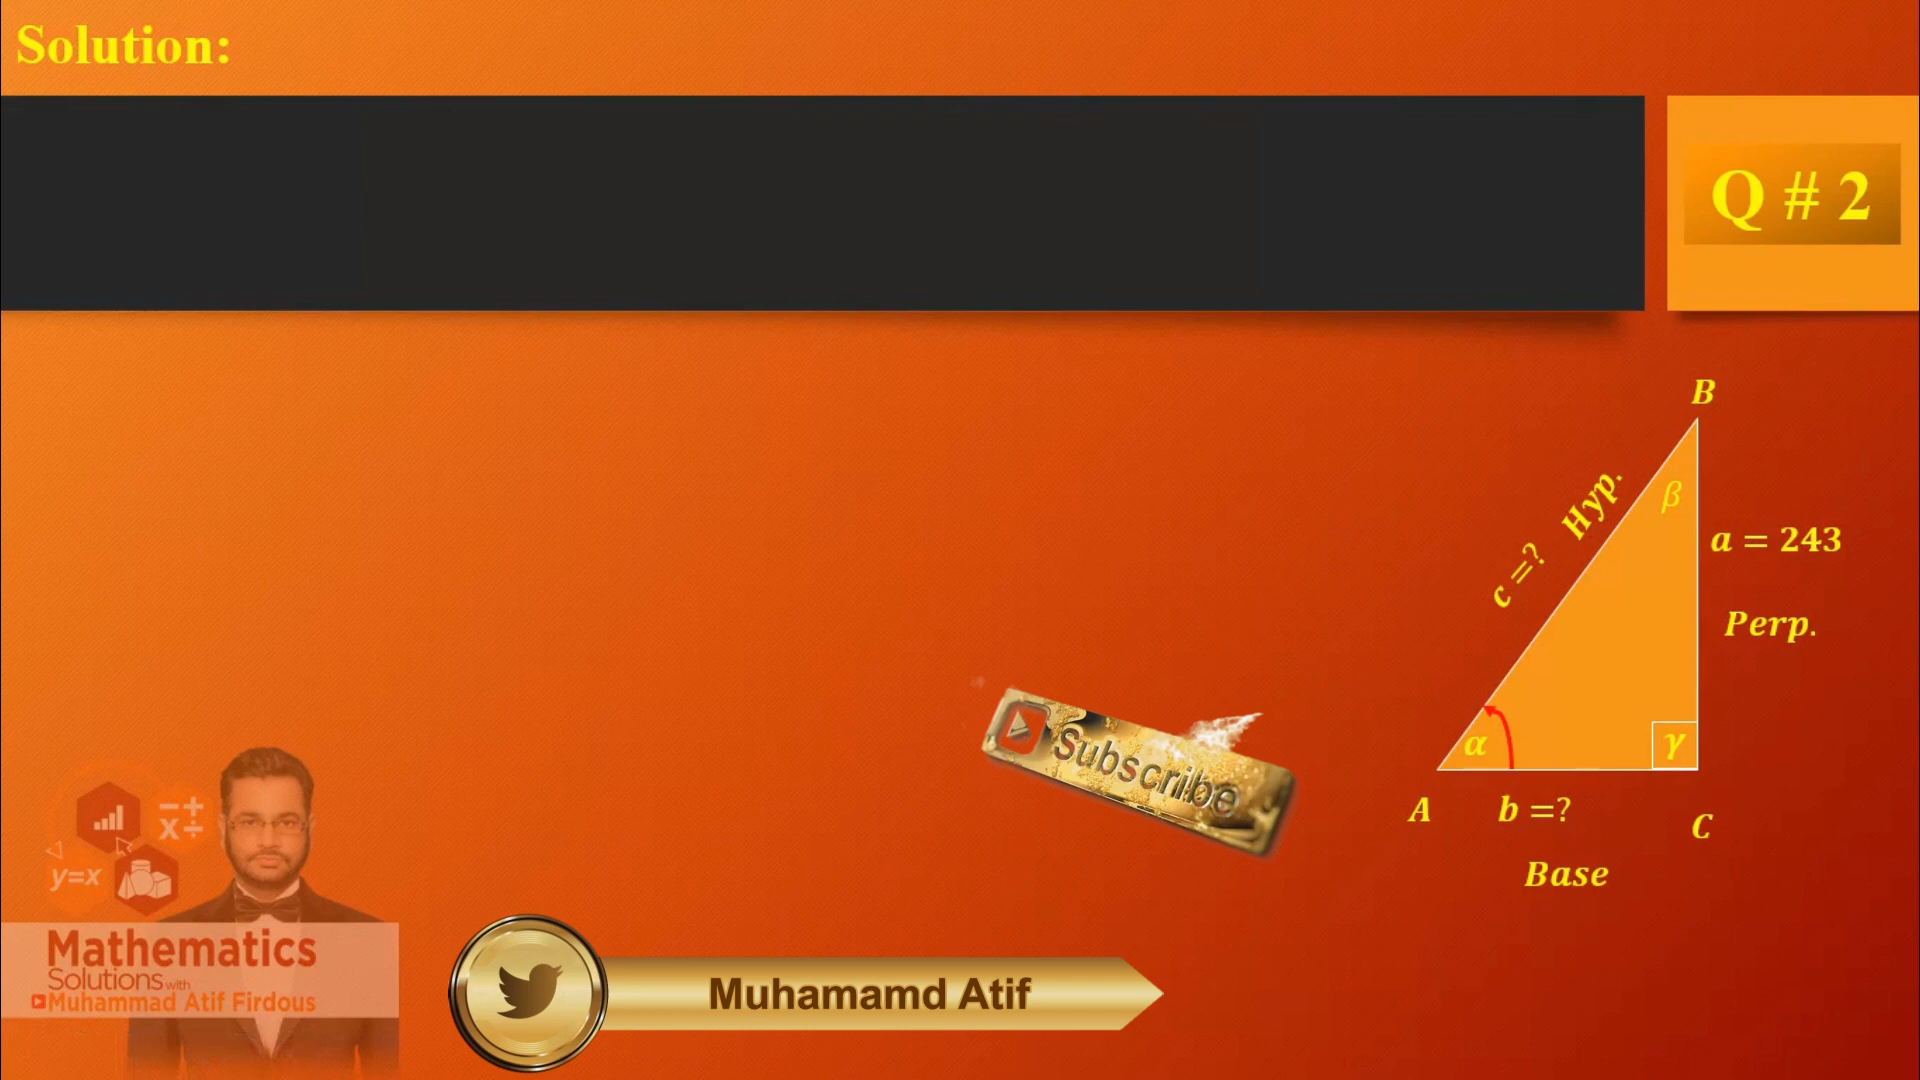 Solution:
Q # 2
B
β
c =? Hyp.
a = 243
Perp.
α
γ
A
b =?
C
Base
Subscribe
y=x
Mathematics
Solutions with
Muhammad Atif Firdous
Muhamamd Atif